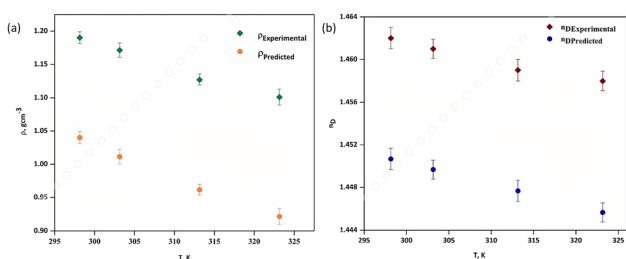 (a)
ρExperimental
ρPredicted
1.20
1.15
1.10
1.05
1.00
0.95
0.90
ρ, gcm-3
295 300 305 310 315 320 325
T, K
(b)
nDExperimental
nDPredicted
1.464
1.460
1.456
1.452
1.448
1.444
nD
295 300 305 310 315 320 325
T, K